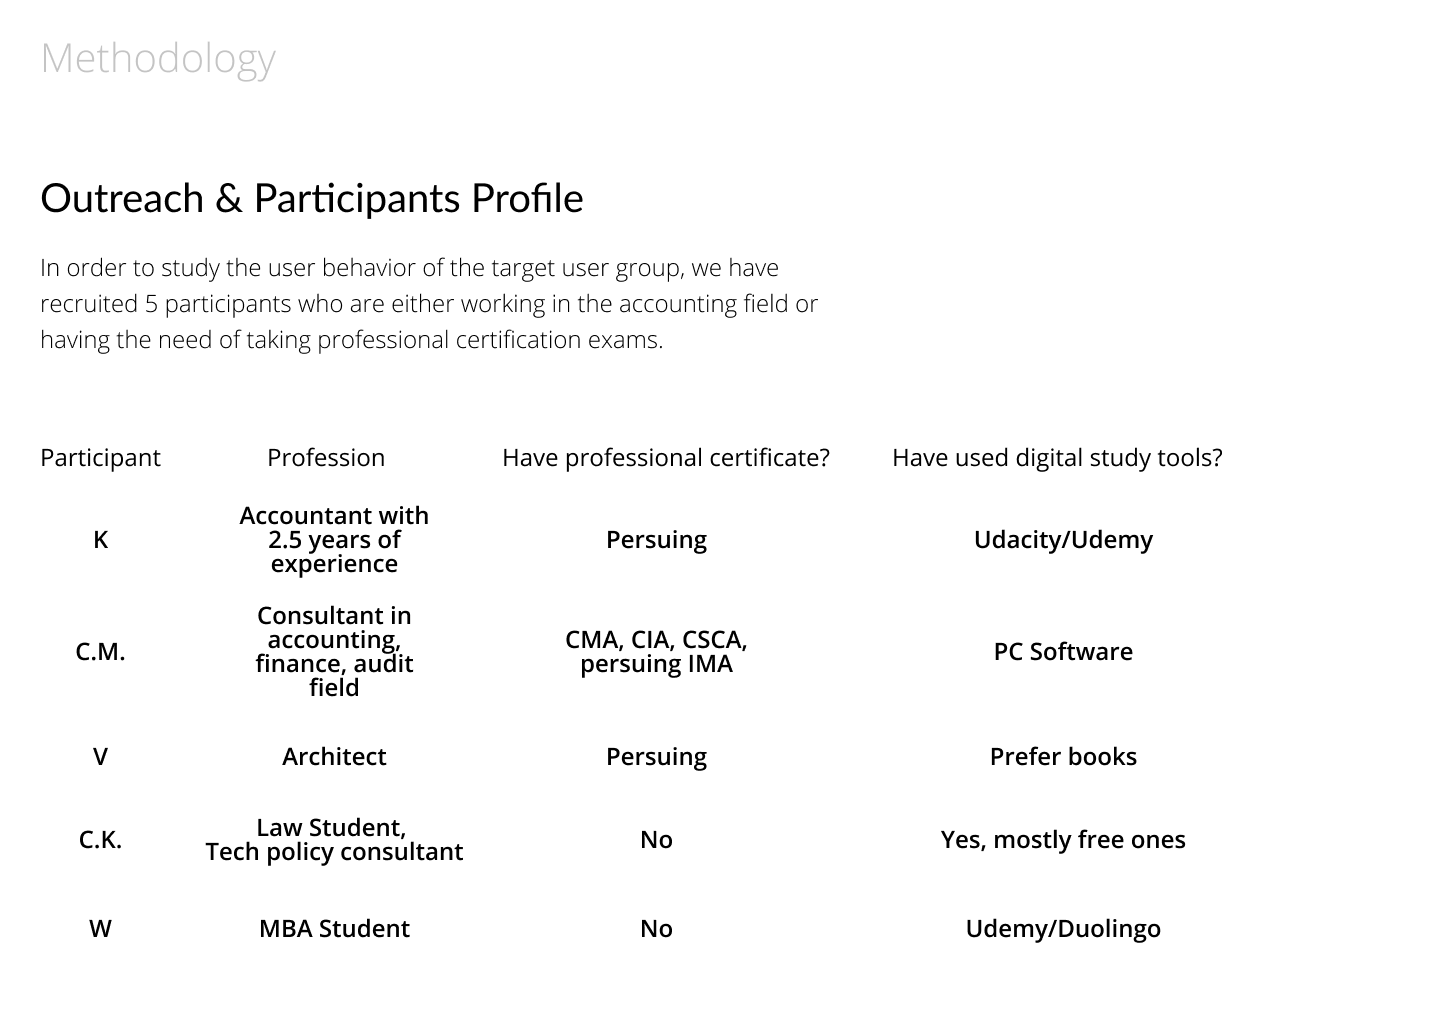 Methodology
Outreach & Participants Profile
In order to study the user behavior of the target user group, we have
recruited 5 participants who are either working in the accounting field or
having the need of taking professional certification exams.
Participant Profession Have professional certificate? Have used digital study tools?
K
Accountant with
2.5 years of
experience
Persuing
Udacity/Udemy
C.M.
Consultant in
accounting,
finance, audit
field
CMA, CIA, CSCA,
persuing IMA
PC Software
V
Architect
Persuing
Prefer books
C.K.
Law Student,
Tech policy consultant
No
Yes, mostly free ones
W
MBA Student
No
Udemy/Duolingo